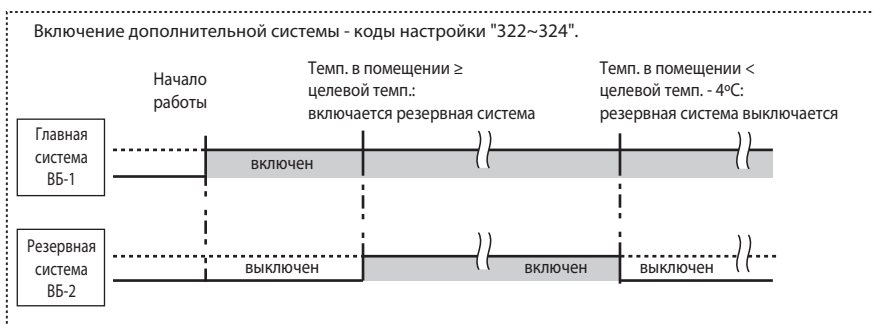 Включение дополнительной системы - коды настройки "322~324".
Начало
работы
Темп. в помещении ≥
целевой темп.:
включается резервная система
Темп. в помещении <
целевой темп. - 4ºC:
резервная система выключается
Главная
система
ВБ-1
включен
Резервная
система
ВБ-2
выключен
включен
выключен